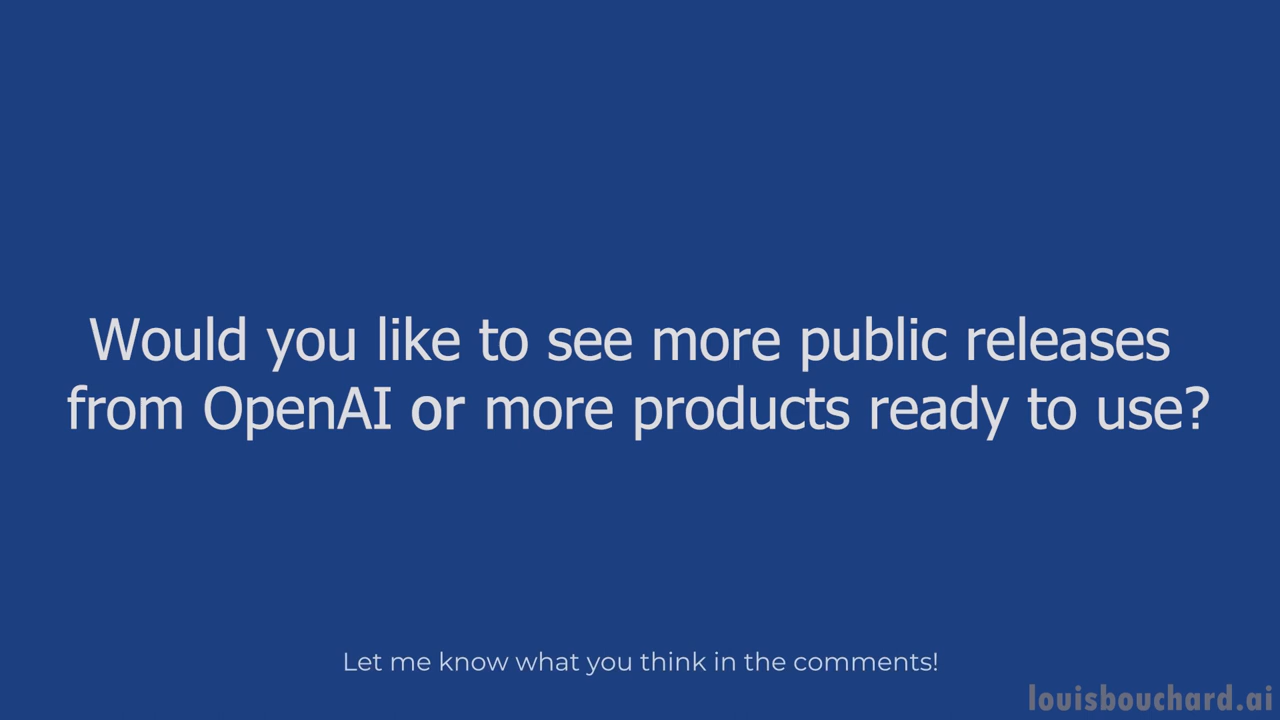 Would you like to see more public releases
from OpenAI or more products ready to use?
Let me know what you think in the comments!
louisbouchard.ai